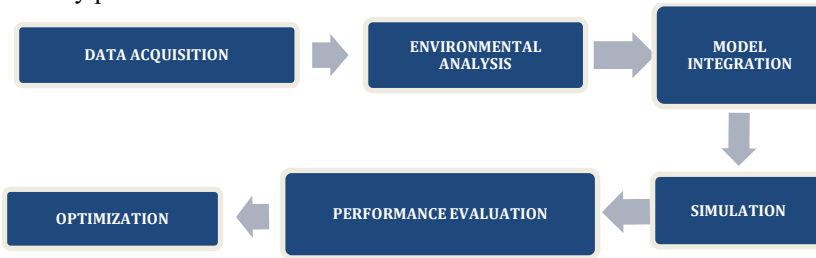 DATA ACQUISITION
ENVIRONMENTAL
ANALYSIS
MODEL
INTEGRATION
SIMULATION
PERFORMANCE EVALUATION
OPTIMIZATION